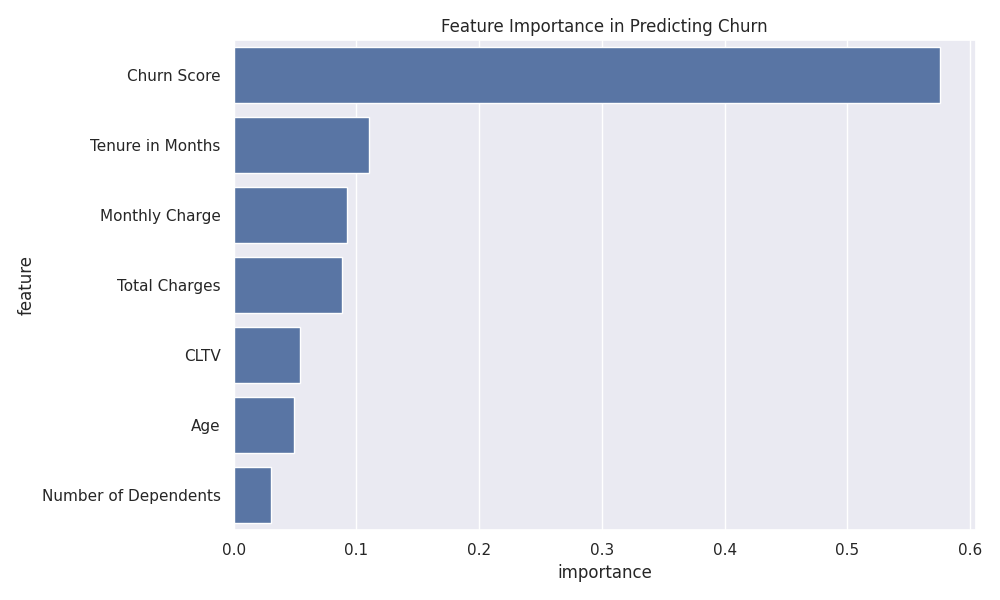 Feature Importance in Predicting Churn
feature
Churn Score
Tenure in Months
Monthly Charge
Total Charges
CLTV
Age
Number of Dependents
0.0 0.1 0.2 0.3 0.4 0.5 0.6
importance